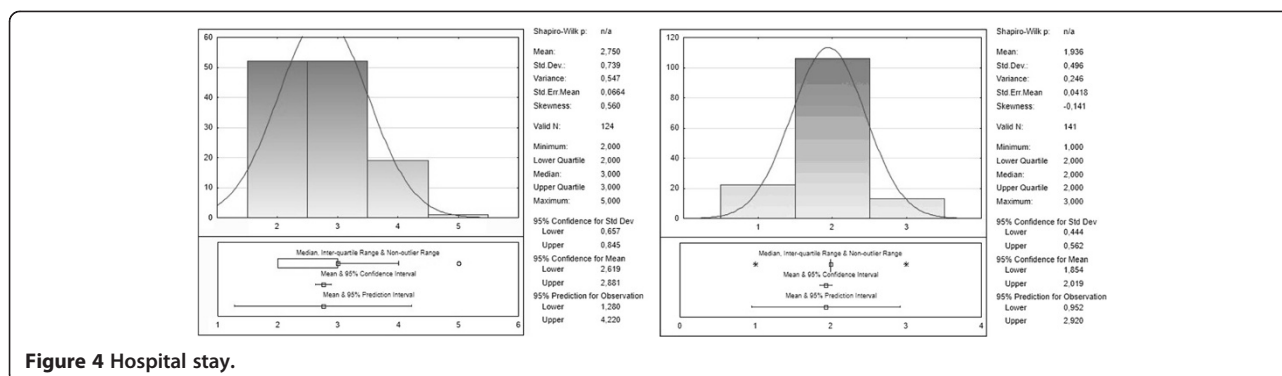 60
50
40
30
20
10
0
2 3 4 5
Median, Inter-quartile Range & Non-outlier Range
Mean & 95% Confidence Interval
Mean & 95% Prediction Interval
1 2 3 4 5 6
Shapiro-Wilk p: n/a
Mean: 2,750
Std.Dev.: 0,739
Variance: 0,547
Std.Err.Mean 0,0664
Skewness: 0,560
Valid N: 124
Minimum: 2,000
Lower Quartile 2,000
Median: 3,000
Upper Quartile 3,000
Maximum: 5,000
95% Confidence for Std Dev
Lower 0,657
Upper 0,845
95% Confidence for Mean
Lower 2,619
Upper 2,881
95% Prediction for Observation
Lower 1,280
Upper 4,220
120
100
80
60
40
20
0
1 2 3
Median, Inter-quartile Range & Non-outlier Range
Mean & 95% Confidence Interval
Mean & 95% Prediction Interval
0 1 2 3 4
Shapiro-Wilk p: n/a
Mean: 1,936
Std.Dev.: 0,496
Variance: 0,246
Std.Err.Mean 0,0418
Skewness: -0,141
Valid N: 141
Minimum: 1,000
Lower Quartile 2,000
Median: 2,000
Upper Quartile 2,000
Maximum: 3,000
95% Confidence for Std Dev
Lower 0,444
Upper 0,562
95% Confidence for Mean
Lower 1,854
Upper 2,019
95% Prediction for Observation
Lower 0,952
Upper 2,920
Figure 4 Hospital stay.